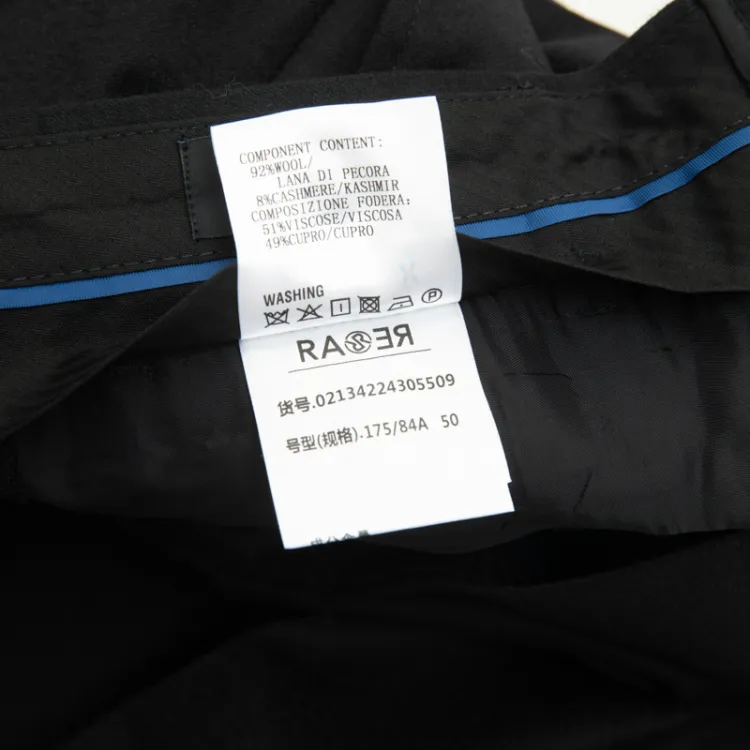 COMPONENT CONTENT:
92%WOOL/
LANA DI PECORA
8%CASHMERE/KASHMIR
COMPOSIZIONE FODERA:
51%VISCOSE/VISCOSA
49%CUPRO/CUPRO
WASHING
货号.02134224305509
号型(规格).175/84A 50